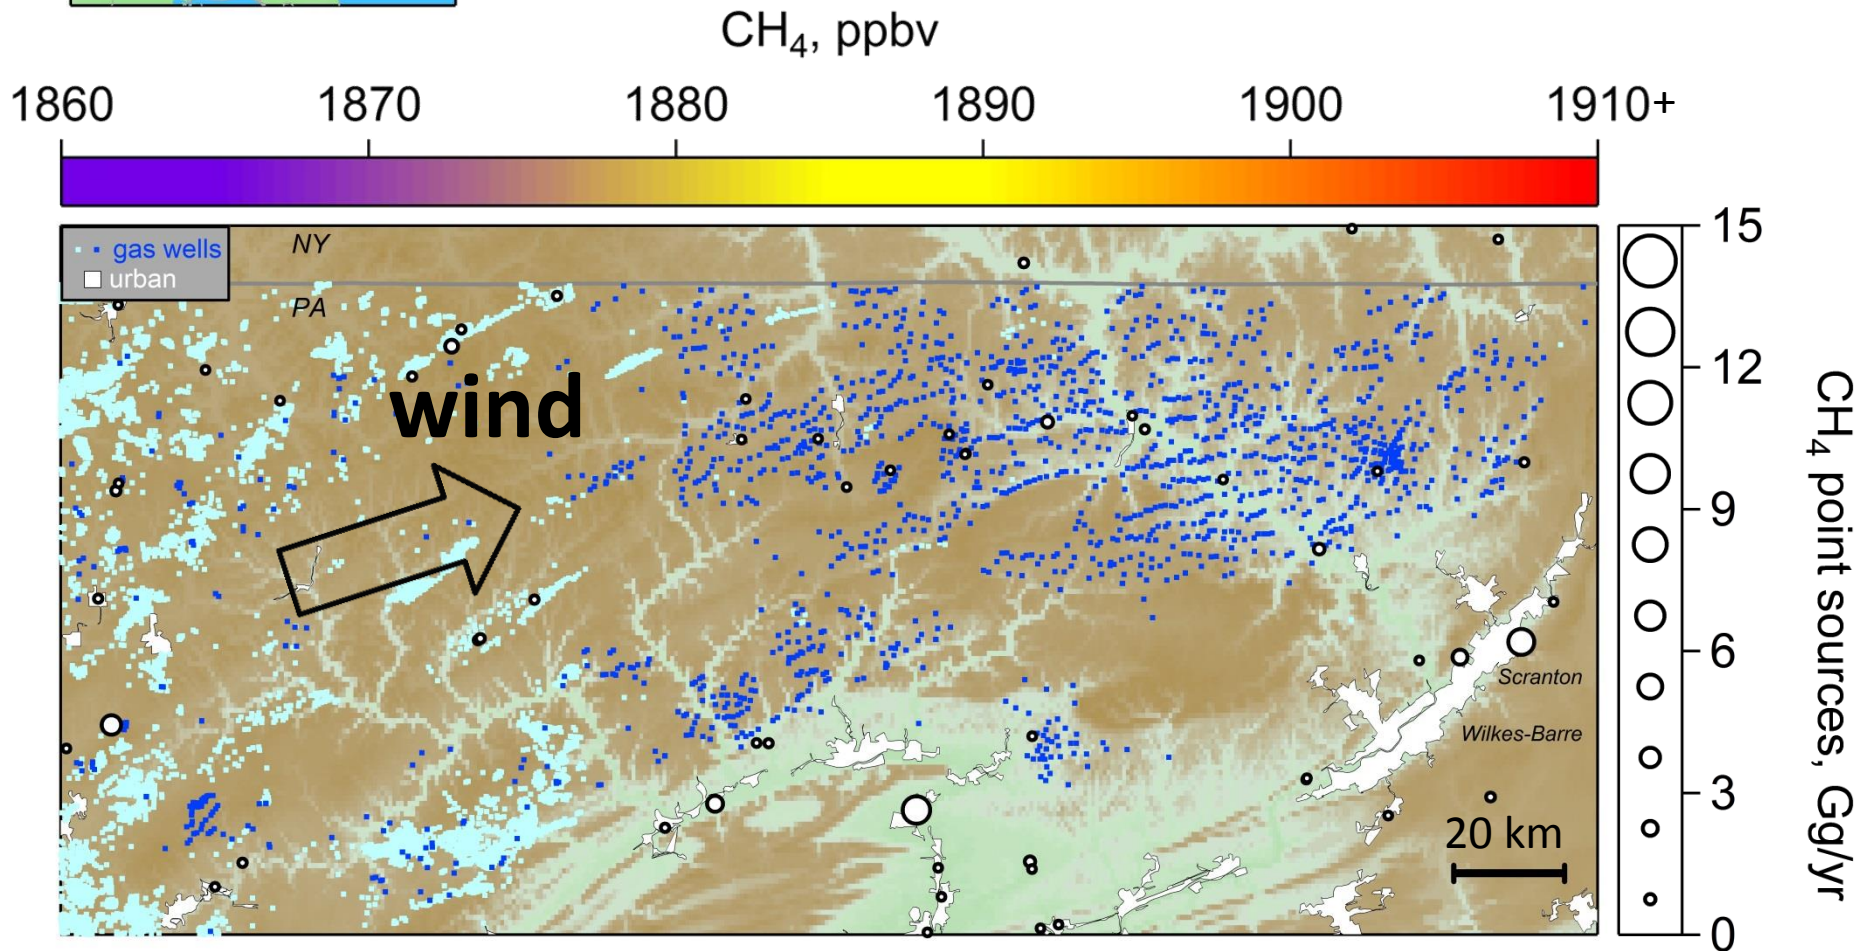 CH₄, ppbv
1860 1870 1880 1890 1900 1910+
gas wells
urban
NY
PA
wind
Scranton
Wilkes-Barre
20 km
15
12
9
6
3
0
CH₄ point sources, Gg/yr